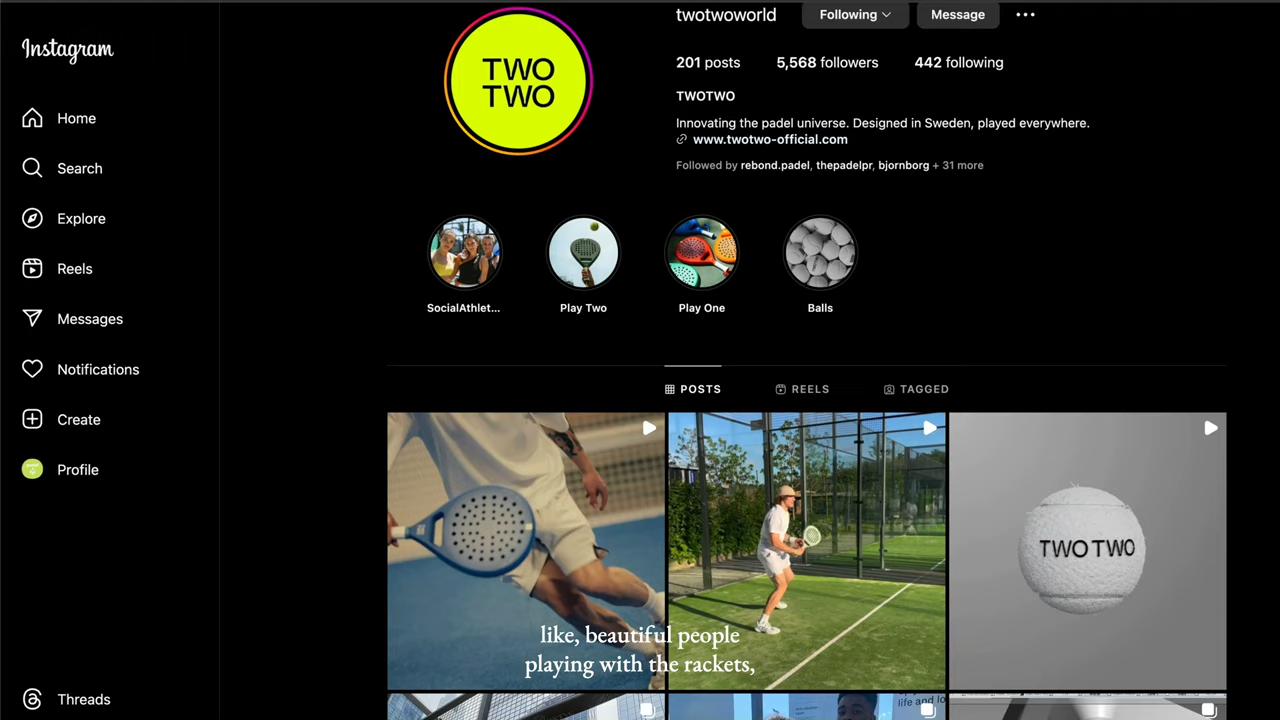 Instagram
Home
Search
Explore
Reels
Messages
Notifications
Create
Profile
Threads
TWO
TWO
twotwoworld
Following
Message
201 posts
5,568 followers
442 following
TWOTWO
Innovating the padel universe. Designed in Sweden, played everywhere.
www.twotwo-official.com
Followed by rebond.padel, thepadelpr, bjornborg + 31 more
SocialAthlet...
Play Two
Play One
Balls
POSTS
REELS
TAGGED
TWO TWO
like, beautiful people
playing with the rackets,
life and lo